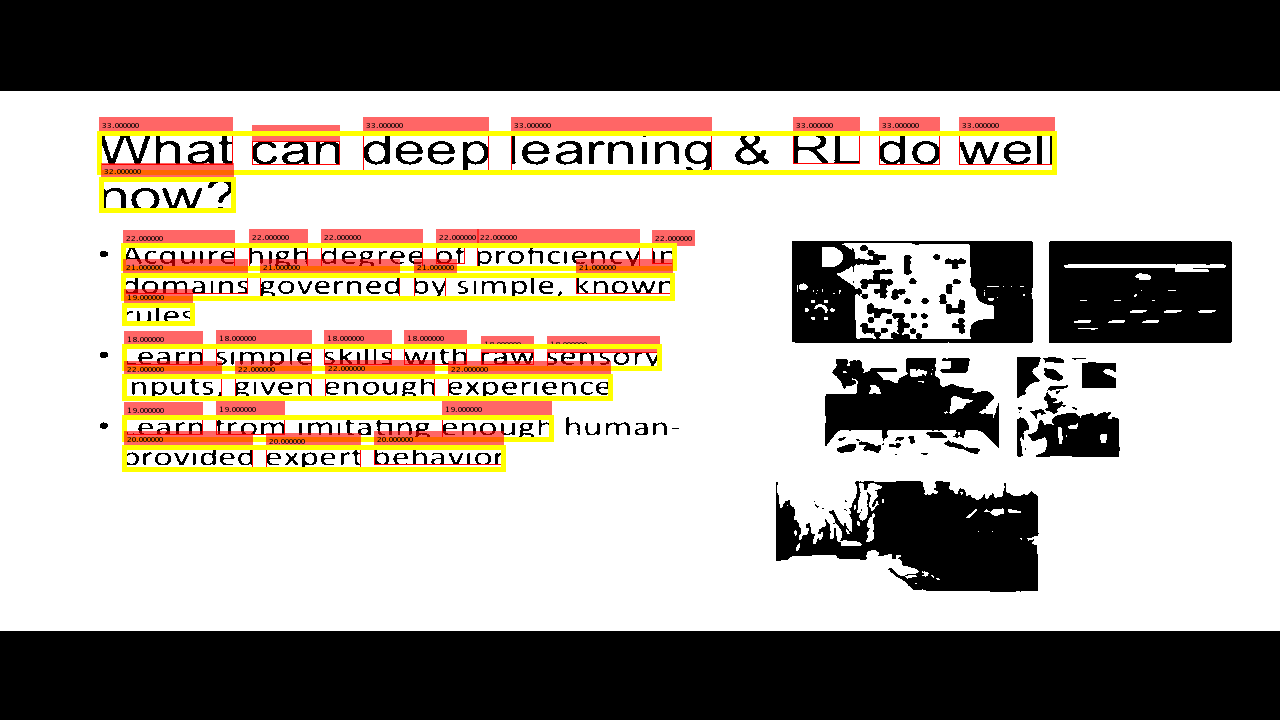 33.000000 33.000000 33.000000 33.000000 33.000000 33.000000
What can deep learning & RL do well
32.000000
now?
22.000000 22.000000 22.000000 22.000000 22.000000 22.000000
• Acquire high degree of proficiency in
21.000000 21.000000 21.000000 21.000000
domains governed by simple, known
19.000000
rules
18.000000 18.000000 18.000000 18.000000
• Learn simple skills with raw sensory
22.000000 22.000000 22.000000 22.000000
inputs, given enough experience
19.000000 19.000000 19.000000
• Learn from imitating enough human-
20.000000 20.000000 20.000000
provided expert behavior